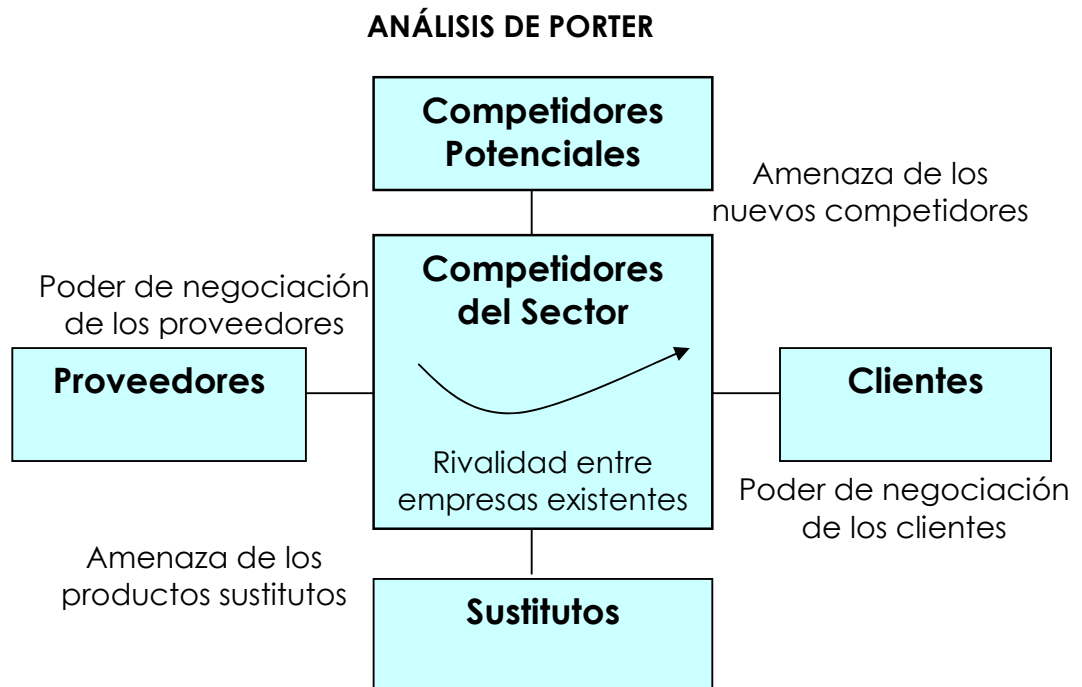 ANÁLISIS DE PORTER
Competidores
Potenciales
Amenaza de los
nuevos competidores
Competidores
del Sector
Poder de negociación
de los proveedores
Proveedores
Clientes
Rivalidad entre
empresas existentes
Poder de negociación
de los clientes
Amenaza de los
productos sustitutos
Sustitutos